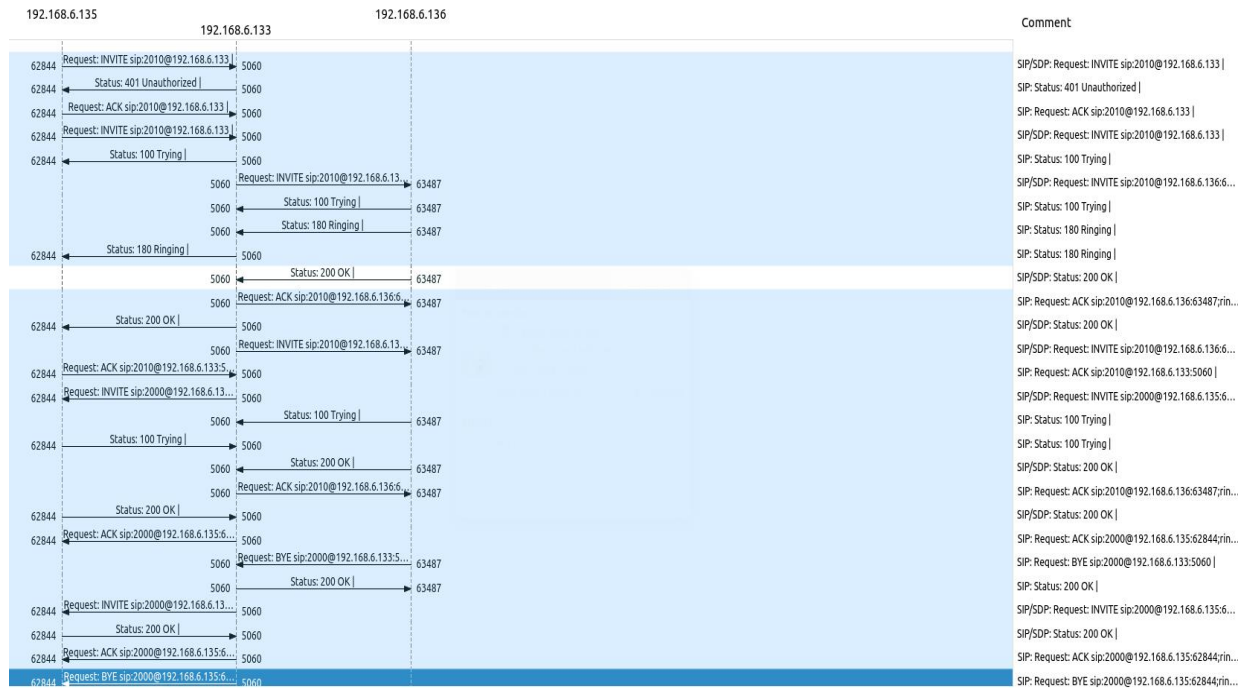 192.168.6.135 192.168.6.136
192.168.6.133 Comment
62844 Request: INVITE sip:2010@192.168.6.133 | 5060 SIP/SDP: Request: INVITE sip:2010@192.168.6.133 |
62844 Status: 401 Unauthorized | 5060 SIP: Status: 401 Unauthorized |
62844 Request: ACK sip:2010@192.168.6.133 | 5060 SIP: Request: ACK sip:2010@192.168.6.133 |
62844 Request: INVITE sip:2010@192.168.6.133 | 5060 SIP/SDP: Request: INVITE sip:2010@192.168.6.133 |
62844 Status: 100 Trying | 5060 SIP: Status: 100 Trying |
5060 Request: INVITE sip:2010@192.168.6.13... 63487 SIP/SDP: Request: INVITE sip:2010@192.168.6.136:6...
5060 Status: 100 Trying | 63487 SIP: Status: 100 Trying |
5060 Status: 180 Ringing | 63487 SIP: Status: 180 Ringing |
62844 Status: 180 Ringing | 5060 SIP: Status: 180 Ringing |
5060 Status: 200 OK | 63487 SIP/SDP: Status: 200 OK |
5060 Request: ACK sip:2010@192.168.6.136:6... 63487 SIP: Request: ACK sip:2010@192.168.6.136:63487;rin...
62844 Status: 200 OK | 5060 SIP/SDP: Status: 200 OK |
5060 Request: INVITE sip:2010@192.168.6.13... 63487 SIP/SDP: Request: INVITE sip:2010@192.168.6.136:6...
62844 Request: ACK sip:2010@192.168.6.133:5... 5060 SIP: Request: ACK sip:2010@192.168.6.133:5060 |
62844 Request: INVITE sip:2000@192.168.6.13... 5060 SIP/SDP: Request: INVITE sip:2000@192.168.6.135:6...
5060 Status: 100 Trying | 63487 SIP: Status: 100 Trying |
62844 Status: 100 Trying | 5060 SIP: Status: 100 Trying |
5060 Status: 200 OK | 63487 SIP/SDP: Status: 200 OK |
5060 Request: ACK sip:2010@192.168.6.136:6... 63487 SIP: Request: ACK sip:2010@192.168.6.136:63487;rin...
62844 Status: 200 OK | 5060 SIP/SDP: Status: 200 OK |
62844 Request: ACK sip:2000@192.168.6.135:6... 5060 SIP: Request: ACK sip:2000@192.168.6.135:62844;rin...
5060 Request: BYE sip:2000@192.168.6.133:5... 63487 SIP: Request: BYE sip:2000@192.168.6.133:5060 |
5060 Status: 200 OK | 63487 SIP: Status: 200 OK |
62844 Request: INVITE sip:2000@192.168.6.13... 5060 SIP/SDP: Request: INVITE sip:2000@192.168.6.135:6...
62844 Status: 200 OK | 5060 SIP/SDP: Status: 200 OK |
62844 Request: ACK sip:2000@192.168.6.135:6... 5060 SIP: Request: ACK sip:2000@192.168.6.135:62844;rin...
62844 Request: BYE sip:2000@192.168.6.135:6... 5060 SIP: Request: BYE sip:2000@192.168.6.135:62844;rin...